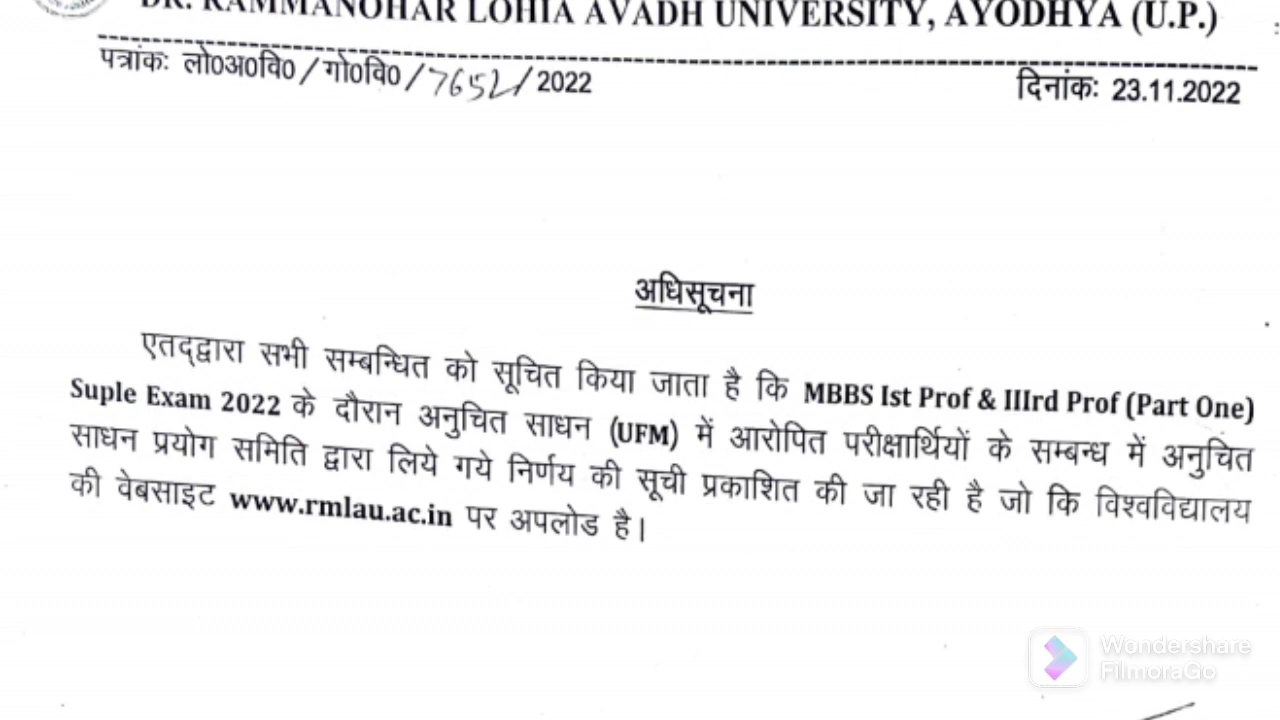 DR. RAMMANOHAR LOHIA AVADH UNIVERSITY, AYODHYA (U.P.)
पत्रांकः लो0अ0वि0/गो0वि0/7652/2022 दिनांकः 23.11.2022
अधिसूचना
एतद्द्वारा सभी सम्बन्धित को सूचित किया जाता है कि MBBS Ist Prof & IIIrd Prof (Part One)
Suple Exam 2022 के दौरान अनुचित साधन (UFM) में आरोपित परीक्षार्थियों के सम्बन्ध में अनुचित
साधन प्रयोग समिति द्वारा लिये गये निर्णय की सूची प्रकाशित की जा रही है जो कि विश्वविद्यालय
की वेबसाइट www.rmlau.ac.in पर अपलोड है।
Wondershare
FilmoraGo